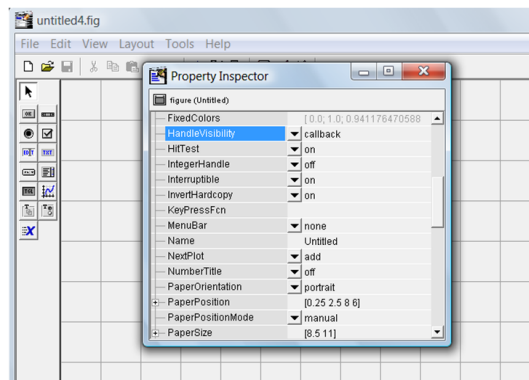 untitled4.fig
File Edit View Layout Tools Help
Property Inspector
figure (Untitled)
FixedColors [ 0.0; 1.0; 0.941176470588
HandleVisibility callback
HitTest on
IntegerHandle off
Interruptible on
InvertHardcopy on
KeyPressFcn
MenuBar none
Name Untitled
NextPlot add
NumberTitle off
PaperOrientation portrait
PaperPosition [0.25 2.5 8 6]
PaperPositionMode manual
PaperSize [8.5 11]